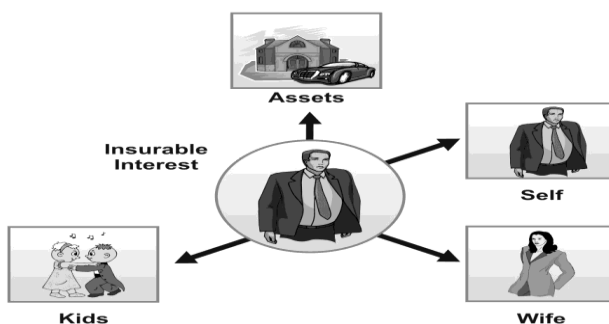 Assets
Insurable
Interest
Self
Kids
Wife